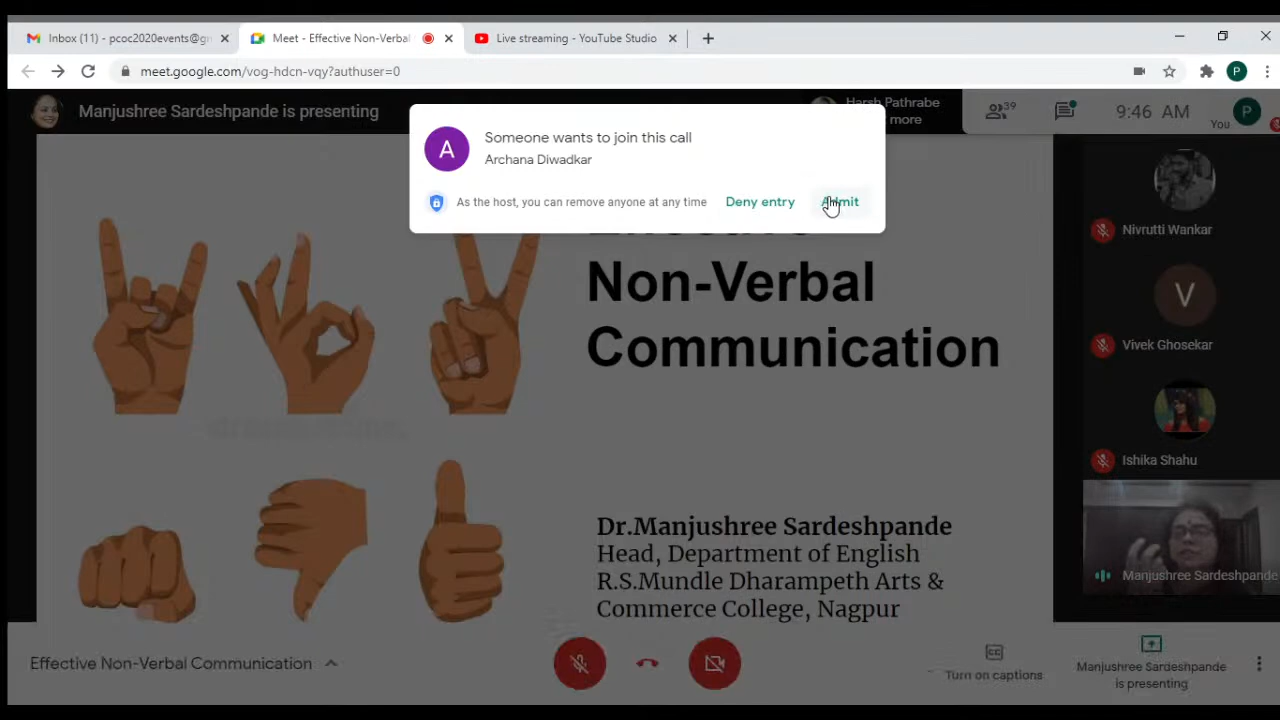 Inbox (11) - pcoc2020events@gm
Meet - Effective Non-Verbal
Live streaming - YouTube Studio
meet.google.com/vog-hdcn-vqy?authuser=0
P
Manjushree Sardeshpande is presenting
Harsh Pathrabe
more
39
9:46 AM
You
P
Someone wants to join this call
A
Archana Diwadkar
As the host, you can remove anyone at any time
Deny entry
Admit
Non-Verbal
Communication
Nivrutti Wankar
V
Vivek Ghosekar
Ishika Shahu
Manjushree Sardeshpande
Dr.Manjushree Sardeshpande
Head, Department of English
R.S.Mundle Dharampeth Arts &
Commerce College, Nagpur
Effective Non-Verbal Communication
CC
Turn on captions
Manjushree Sardeshpande
is presenting